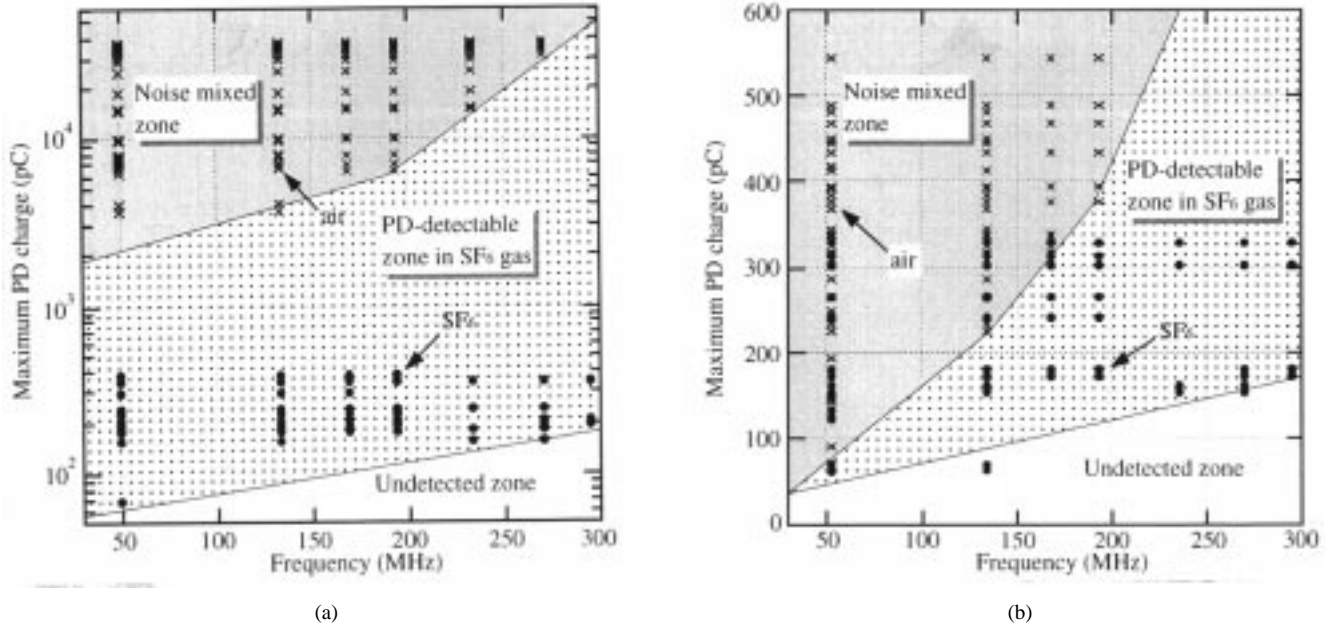 Maximum PD charge (pC)
10⁴
10³
10²
Noise mixed
zone
air
PD-detectable
zone in SF₆ gas
SF₆
Undetected zone
50 100 150 200 250 300
Frequency (MHz)
(a)
Maximum PD charge (pC)
600
500
400
300
200
100
0
Noise mixed
zone
air
PD-detectable
zone in SF₆ gas
SF₆
Undetected zone
50 100 150 200 250 300
Frequency (MHz)
(b)